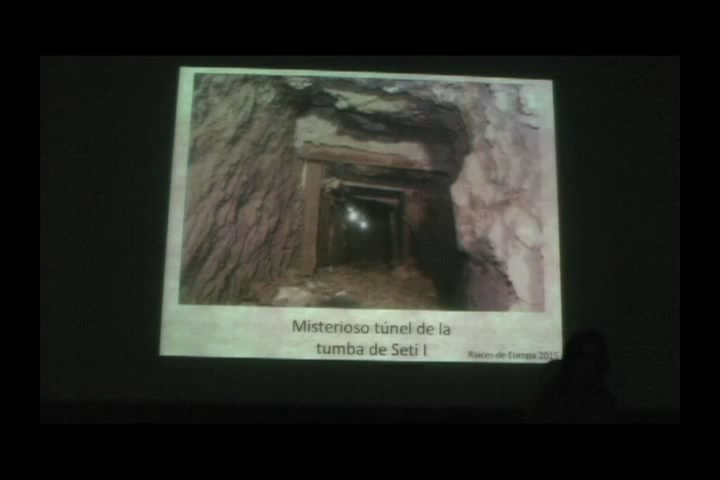 Misterioso túnel de la
tumba de Seti I
Raíces de Europa 2015